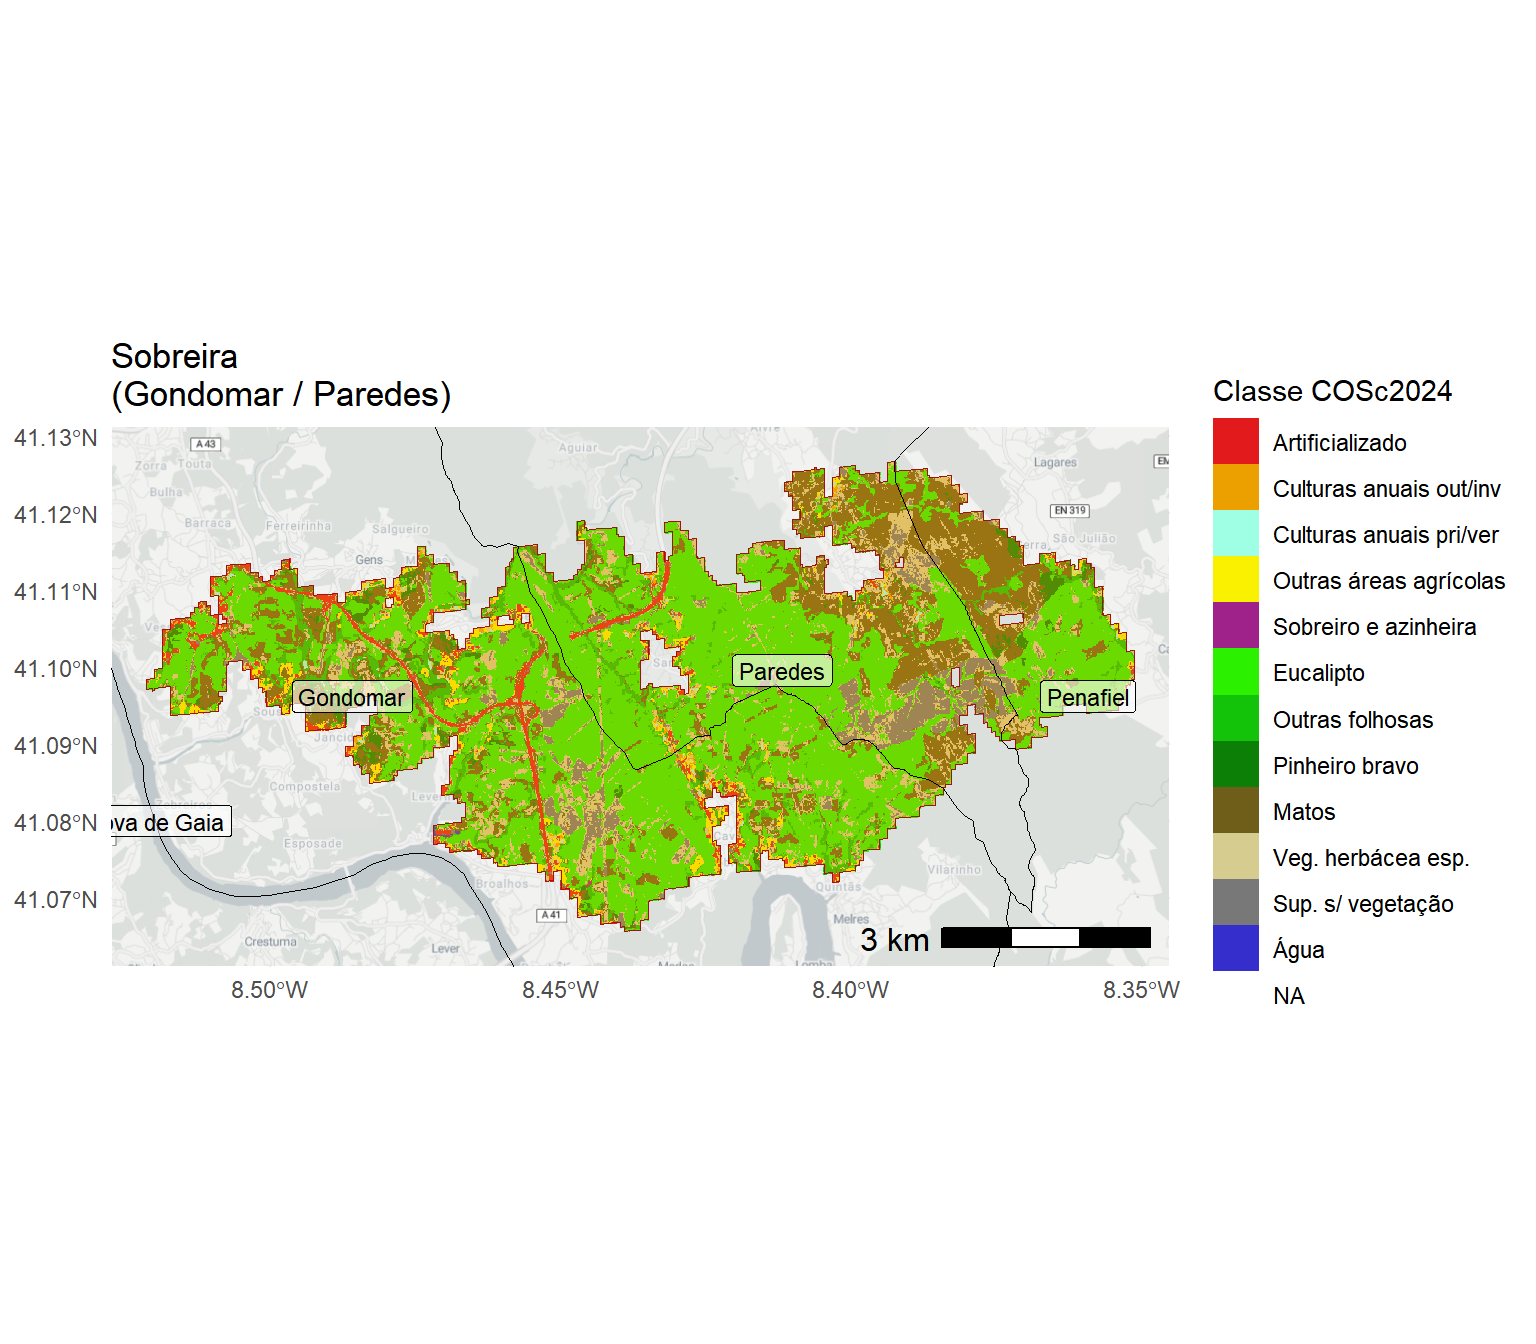 Sobreira
(Gondomar / Paredes)
Classe COSc2024
Artificializado
Culturas anuais out/inv
Culturas anuais pri/ver
Outras áreas agrícolas
Sobreiro e azinheira
Eucalipto
Outras folhosas
Pinheiro bravo
Matos
Veg. herbácea esp.
Sup. s/ vegetação
Água
NA
41.13°N
41.12°N
41.11°N
41.10°N
41.09°N
41.08°N
41.07°N
8.50°W
8.45°W
8.40°W
8.35°W
A 43
Zorra
Touta
Bulha
Barraca
Ferreirinha
Salgueiro
Gens
Aguiar
Lagares
EM
EN 319
São Julião
Gondomar
Paredes
Penafiel
Compostela
ova de Gaia
Esposade
Broalhos
A 41
Crestuma
Lever
Vilarinho
Quintãs
Melres
Lomba
3 km